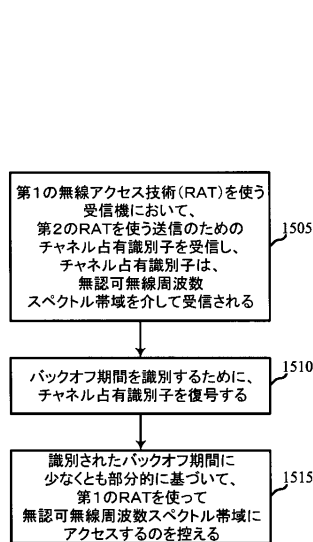 第1の無線アクセス技術(RAT)を使う
受信機において、
第2のRATを使う送信のための
チャネル占有識別子を受信し、
チャネル占有識別子は、
無認可無線周波数
スペクトル帯域を介して受信される
1505
バックオフ期間を識別するために、
チャネル占有識別子を復号する
1510
識別されたバックオフ期間に
少なくとも部分的に基づいて、
第1のRATを使って
無認可無線周波数スペクトル帯域に
アクセスするのを控える
1515